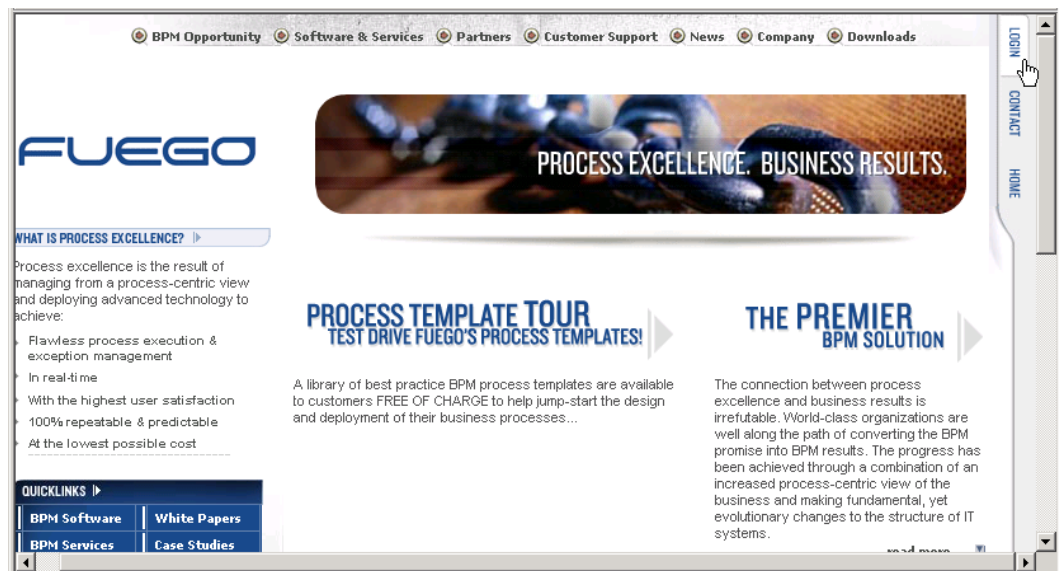 BPM Opportunity Software & Services Partners Customer Support News Company Downloads
LOGIN
CONTACT
HOME
FUEGO
PROCESS EXCELLENCE. BUSINESS RESULTS.
WHAT IS PROCESS EXCELLENCE?
Process excellence is the result of
managing from a process-centric view
and deploying advanced technology to
achieve:
Flawless process execution &
exception management
In real-time
With the highest user satisfaction
100% repeatable & predictable
At the lowest possible cost
QUICKLINKS
BPM Software White Papers
BPM Services Case Studies
PROCESS TEMPLATE TOUR
TEST DRIVE FUEGO'S PROCESS TEMPLATES!
A library of best practice BPM process templates are available
to customers FREE OF CHARGE to help jump-start the design
and deployment of their business processes...
THE PREMIER
BPM SOLUTION
The connection between process
excellence and business results is
irrefutable. World-class organizations are
well along the path of converting the BPM
promise into BPM results. The progress has
been achieved through a combination of an
increased process-centric view of the
business and making fundamental, yet
evolutionary changes to the structure of IT
systems.
read more